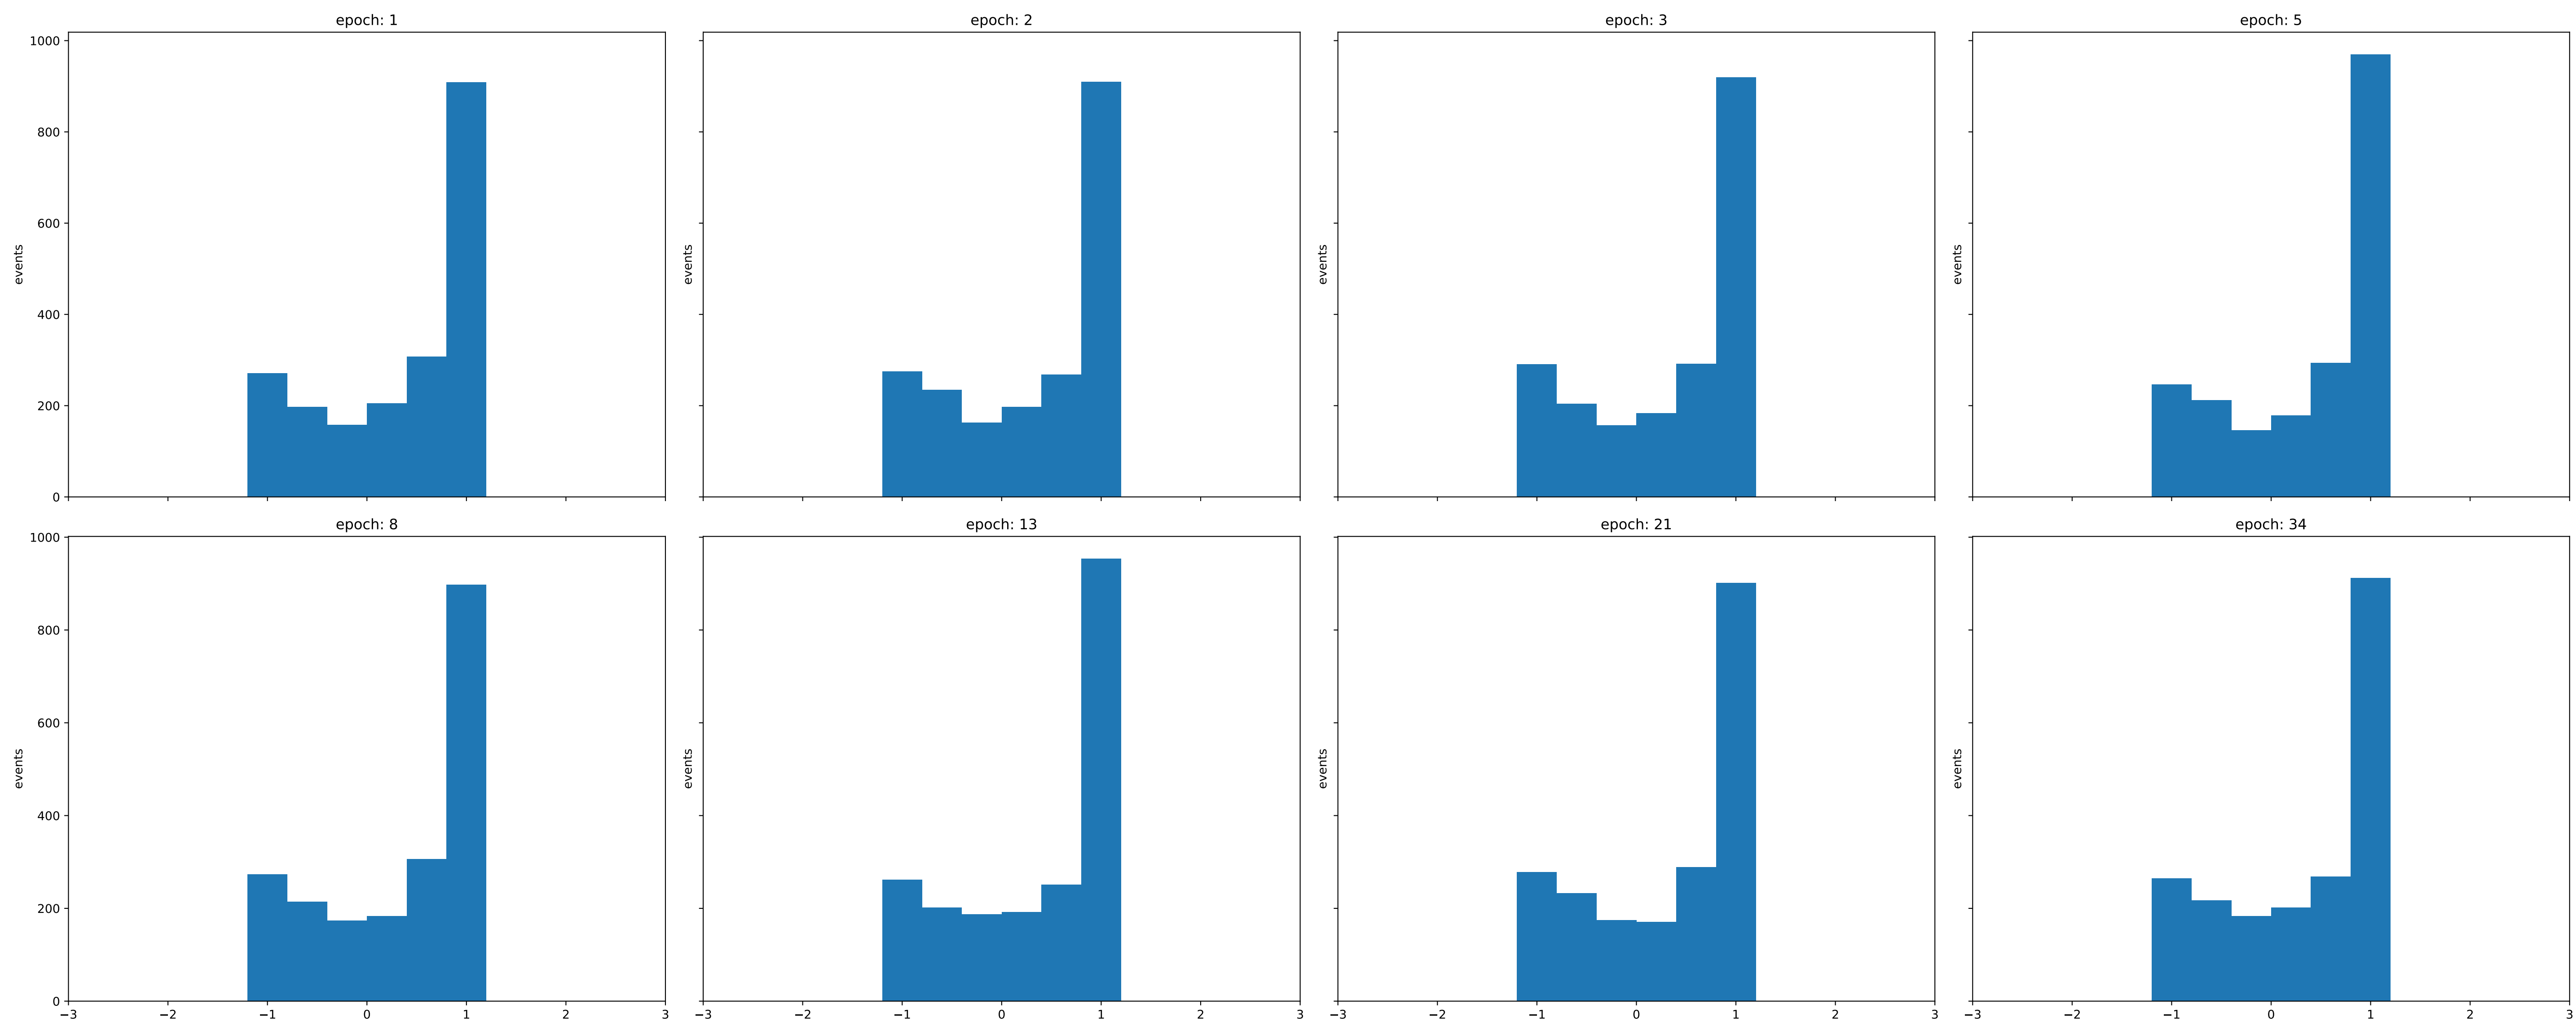 epoch: 1
epoch: 2
epoch: 3
epoch: 5
1000
800
600
400
200
0
events
events
events
events
epoch: 8
epoch: 13
epoch: 21
epoch: 34
1000
800
600
400
200
0
events
events
events
events
−3 −2 −1 0 1 2 3
−3 −2 −1 0 1 2 3
−3 −2 −1 0 1 2 3
−3 −2 −1 0 1 2 3